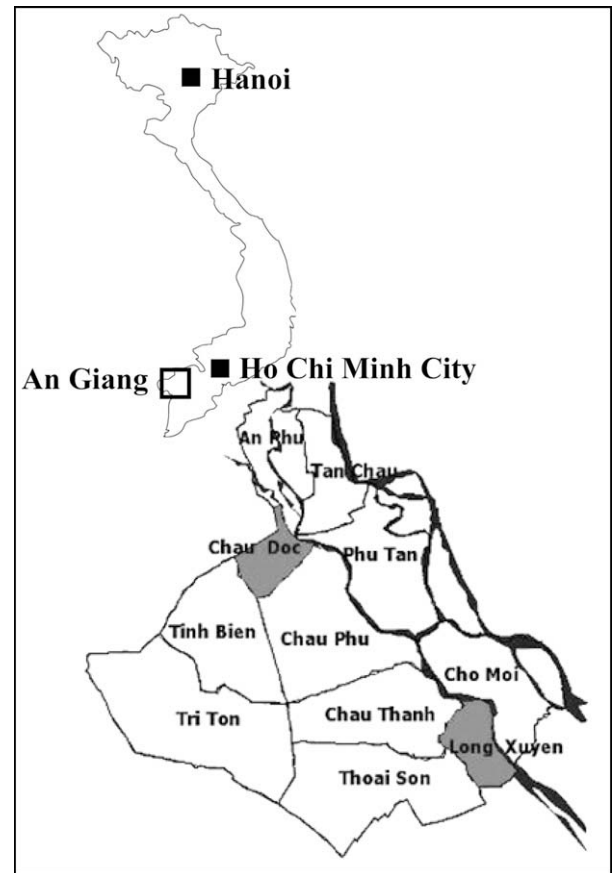 Hanoi
Ho Chi Minh City
An Giang
An Phu
Tan Chau
Chau Doc
Phu Tan
Tinh Bien
Chau Phu
Cho Moi
Tri Ton
Chau Thanh
Long Xuyen
Thoai Son